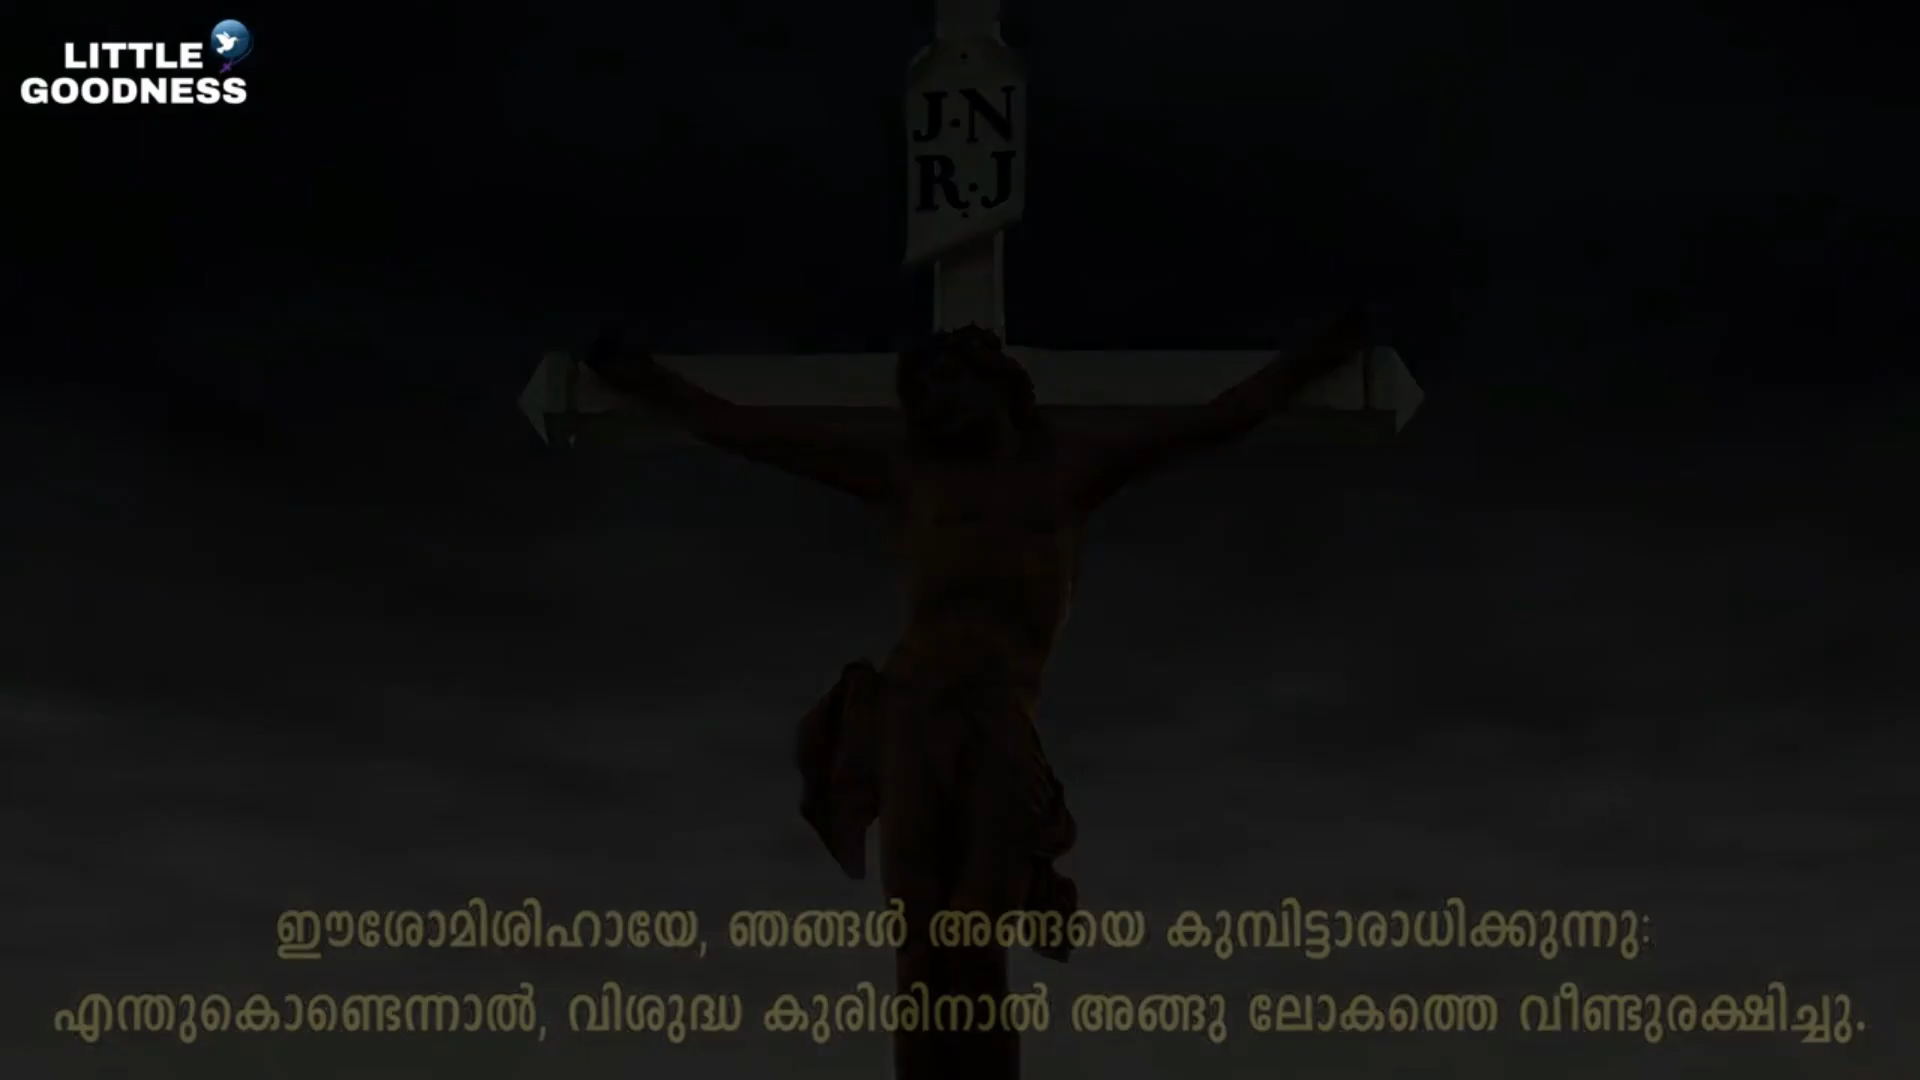 LITTLE
GOODNESS
J·N
R·J
ഈശോമിശിഹായേ, ഞങ്ങൾ അങ്ങയെ കുമ്പിട്ടാരാധിക്കുന്നു:
എന്തുകൊണ്ടെന്നാൽ, വിശുദ്ധ കുരിശിനാൽ അങ്ങു ലോകത്തെ വീണ്ടുരക്ഷിച്ചു.